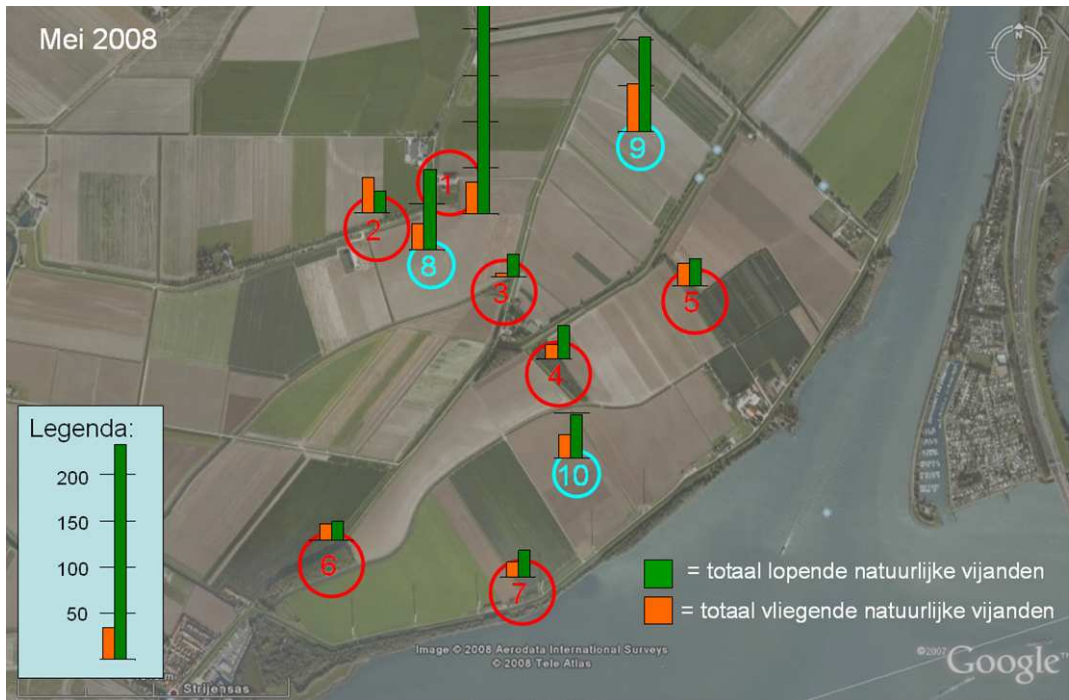 Mei 2008
N
9
1
2
8
3
5
4
10
6
7
Legenda:
200
150
100
50
= totaal lopende natuurlijke vijanden
= totaal vliegende natuurlijke vijanden
Image © 2008 Aerodata International Surveys
© 2008 Tele Atlas
©2007 Google™
Strijensas